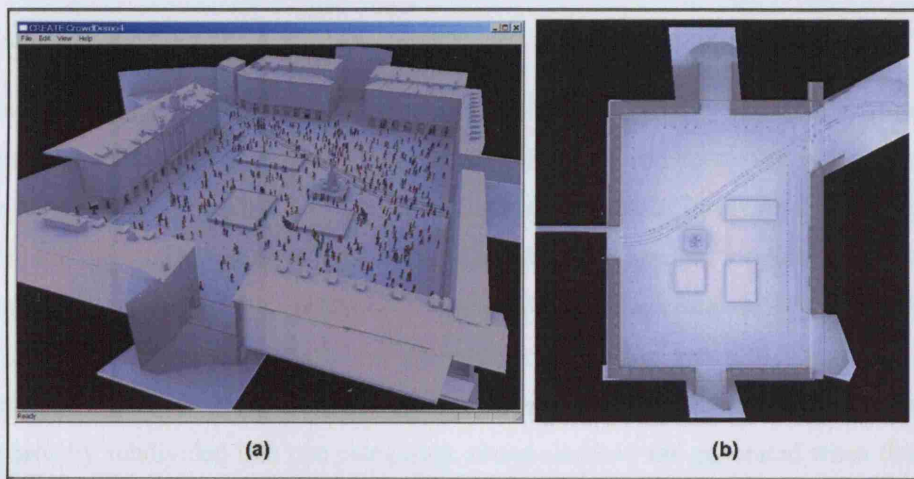 CREATE CrowdDemo4
File Edit View Help
Ready
(a)
(b)